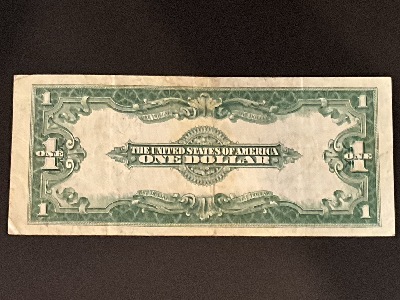 1 1
THE UNITED STATES OF AMERICA
ONE ONE DOLLAR ONE
1 1